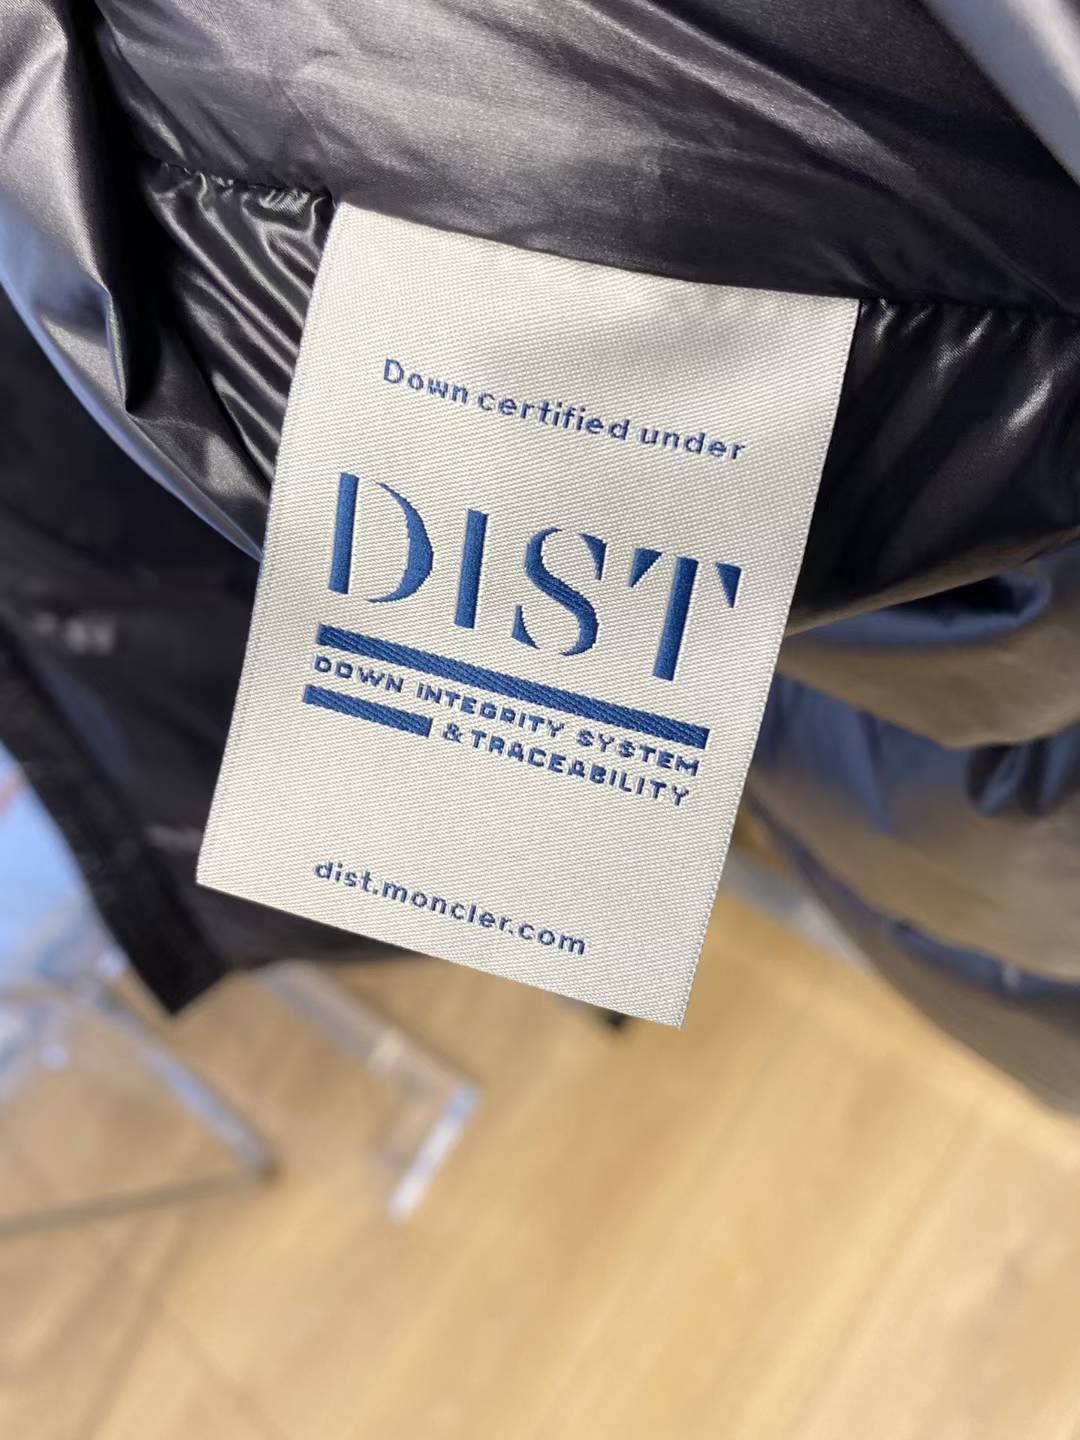 Down certified under
DIST
DOWN INTEGRITY SYSTEM
& TRACEABILITY
dist.moncler.com